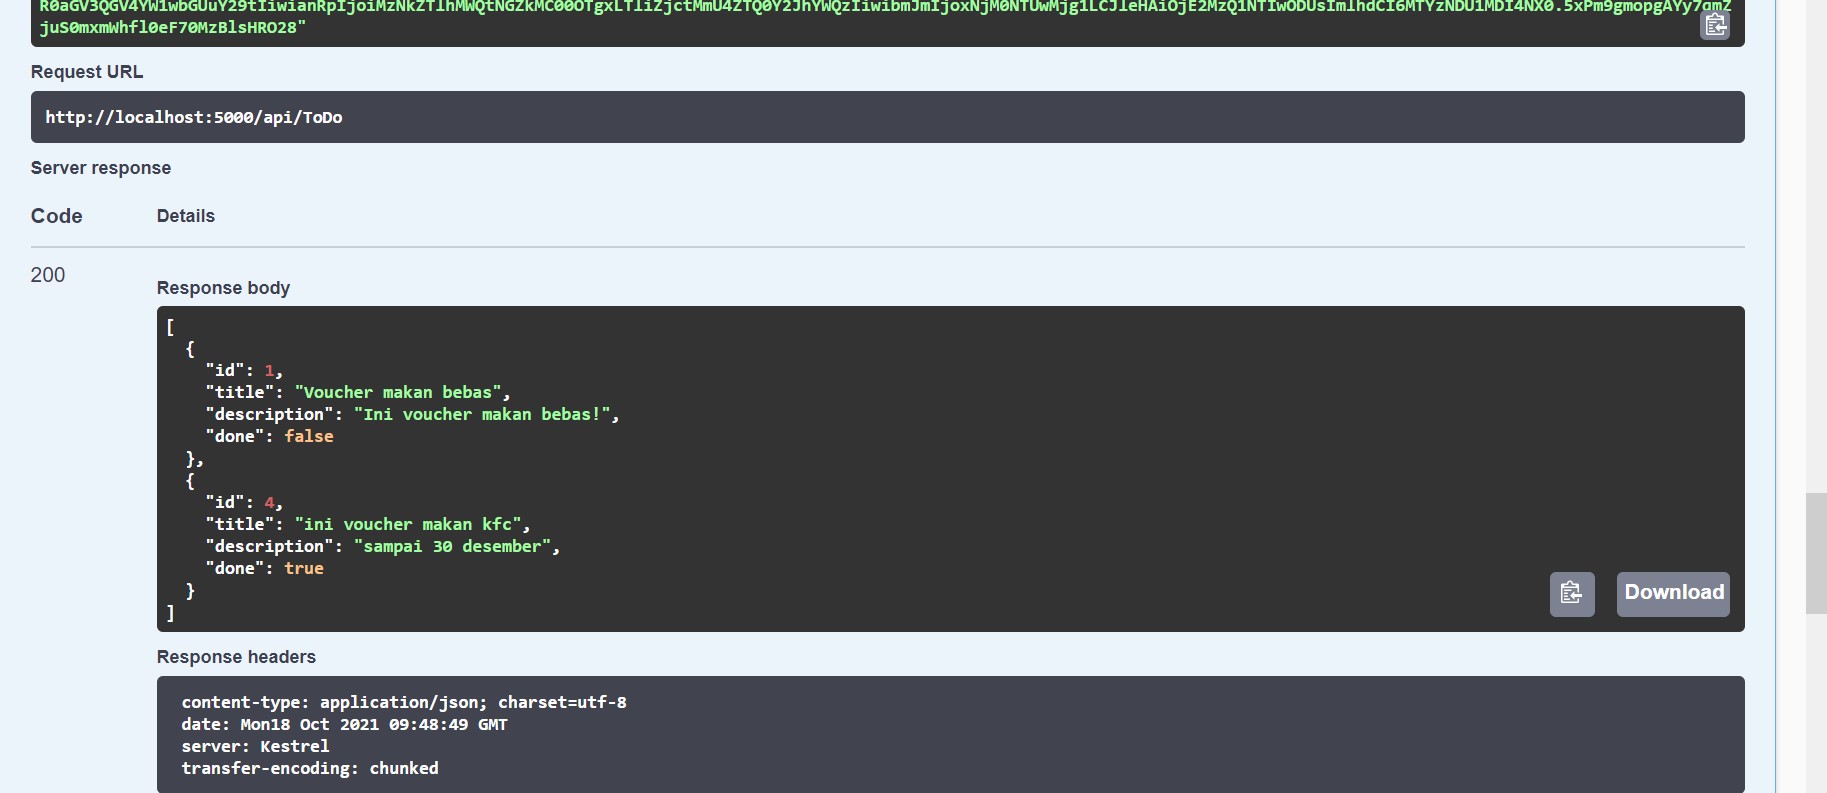 juS0mxmWhfl0eF70MzBlsHRO28"
Request URL
http://localhost:5000/api/ToDo
Server response
Code Details
200
Response body
[
{
"id": 1,
"title": "Voucher makan bebas",
"description": "Ini voucher makan bebas!",
"done": false
},
{
"id": 4,
"title": "ini voucher makan kfc",
"description": "sampai 30 desember",
"done": true
}
]
Download
Response headers
content-type: application/json; charset=utf-8
date: Mon18 Oct 2021 09:48:49 GMT
server: Kestrel
transfer-encoding: chunked